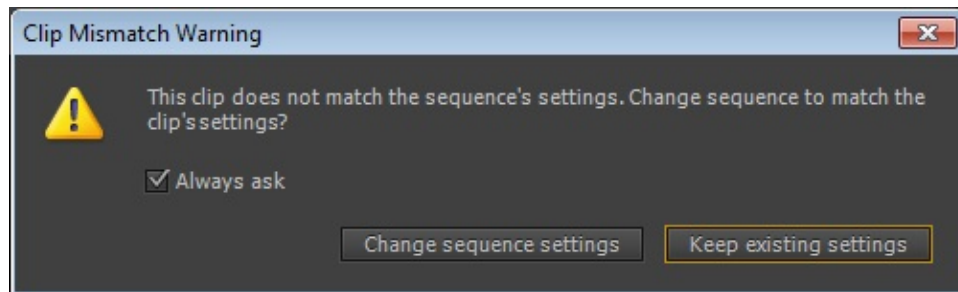 Clip Mismatch Warning
This clip does not match the sequence's settings. Change sequence to match the
clip's settings?
Always ask
Change sequence settings
Keep existing settings